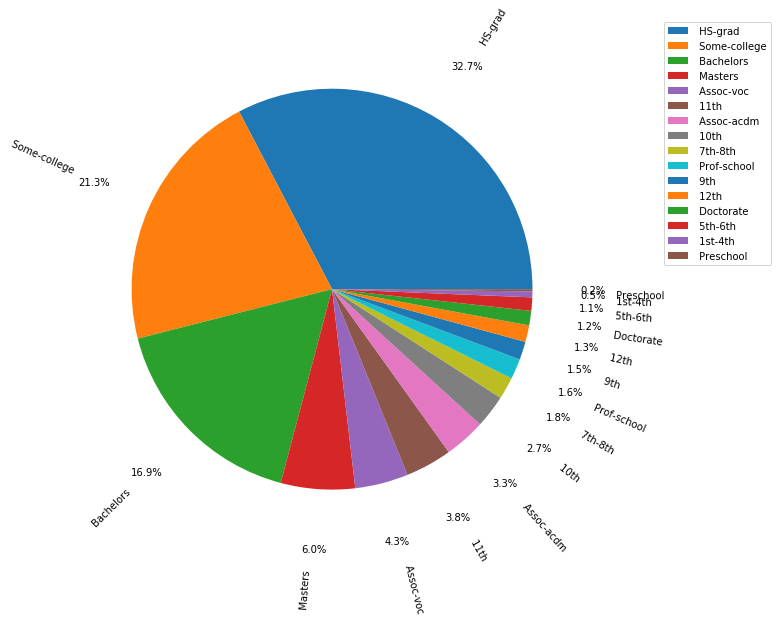 HS-grad
32.7%
Some-college
21.3%
Bachelors
16.9%
Masters
6.0%
Assoc-voc
4.3%
11th
3.8%
Assoc-acdm
3.3%
10th
2.7%
7th-8th
1.8%
Prof-school
1.6%
9th
1.5%
12th
1.3%
Doctorate
1.2%
5th-6th
1.1%
1st-4th
0.5%
Preschool
0.2%
HS-grad
Some-college
Bachelors
Masters
Assoc-voc
11th
Assoc-acdm
10th
7th-8th
Prof-school
9th
12th
Doctorate
5th-6th
1st-4th
Preschool